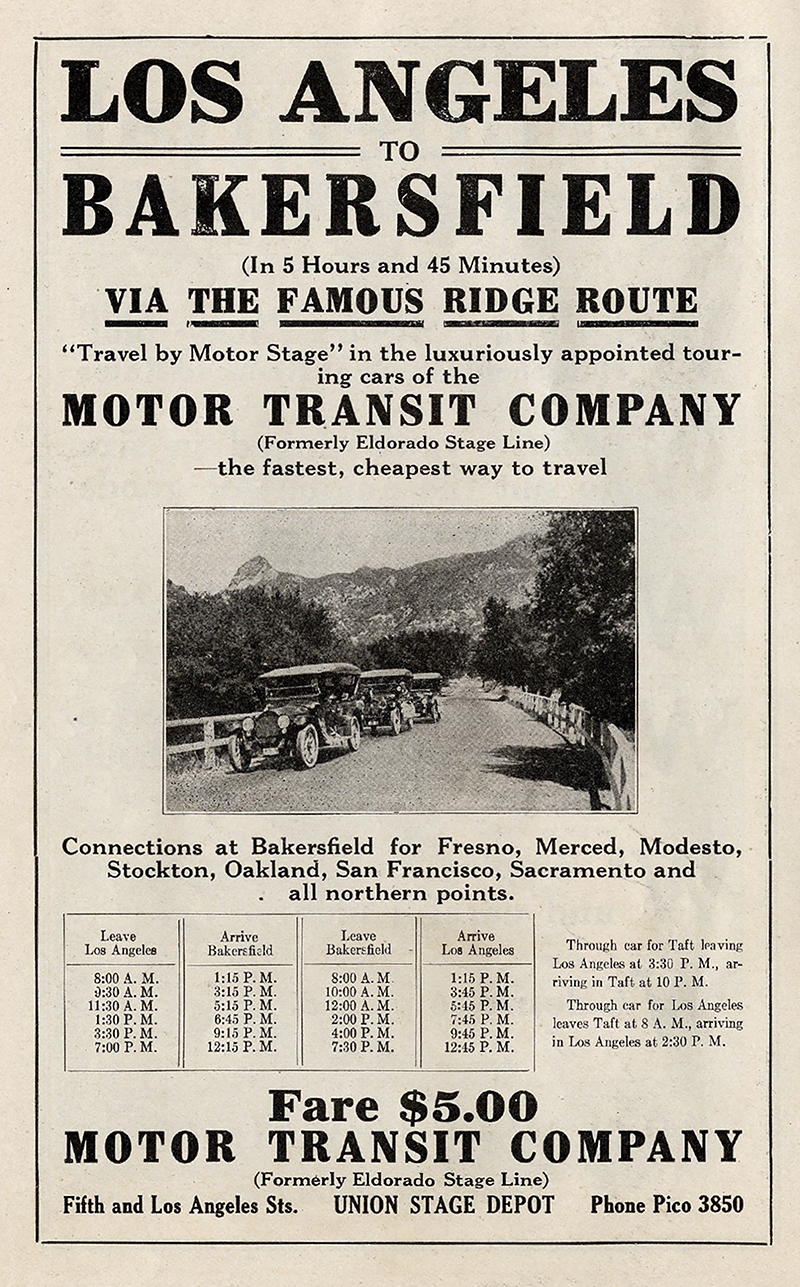 LOS ANGELES
TO
BAKERSFIELD
(In 5 Hours and 45 Minutes)
VIA THE FAMOUS RIDGE ROUTE
"Travel by Motor Stage" in the luxuriously appointed tour-
ing cars of the
MOTOR TRANSIT COMPANY
(Formerly Eldorado Stage Line)
—the fastest, cheapest way to travel
Connections at Bakersfield for Fresno, Merced, Modesto,
Stockton, Oakland, San Francisco, Sacramento and
all northern points.
Leave Los Angeles Arrive Bakersfield Leave Bakersfield Arrive Los Angeles
8:00 A. M. 1:15 P. M. 8:00 A. M. 1:15 P. M.
9:30 A. M. 3:15 P. M. 10:00 A. M. 3:45 P. M.
11:30 A. M. 5:15 P. M. 12:00 A. M. 5:45 P. M.
1:30 P. M. 6:45 P. M. 2:00 P. M. 7:45 P. M.
3:30 P. M. 9:15 P. M. 4:00 P. M. 9:45 P. M.
7:00 P. M. 12:15 P. M. 7:30 P. M. 12:45 P. M.
Through car for Taft leaving
Los Angeles at 3:30 P. M., ar-
riving in Taft at 10 P. M.
Through car for Los Angeles
leaves Taft at 8 A. M., arriving
in Los Angeles at 2:30 P. M.
Fare $5.00
MOTOR TRANSIT COMPANY
(Formerly Eldorado Stage Line)
Fifth and Los Angeles Sts. UNION STAGE DEPOT Phone Pico 3850